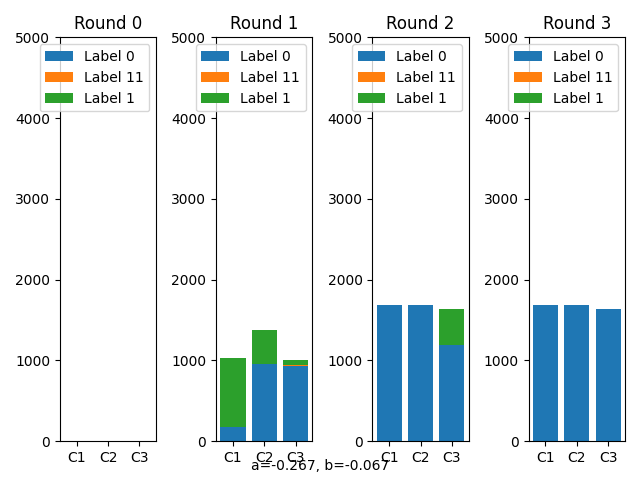 Round 0
Round 1
Round 2
Round 3
5000
4000
3000
2000
1000
0
Label 0
Label 11
Label 1
C1
C2
C3
5000
4000
3000
2000
1000
0
Label 0
Label 11
Label 1
C1
C2
C3
5000
4000
3000
2000
1000
0
Label 0
Label 11
Label 1
C1
C2
C3
5000
4000
3000
2000
1000
0
Label 0
Label 11
Label 1
C1
C2
C3
a=-0.267, b=-0.067